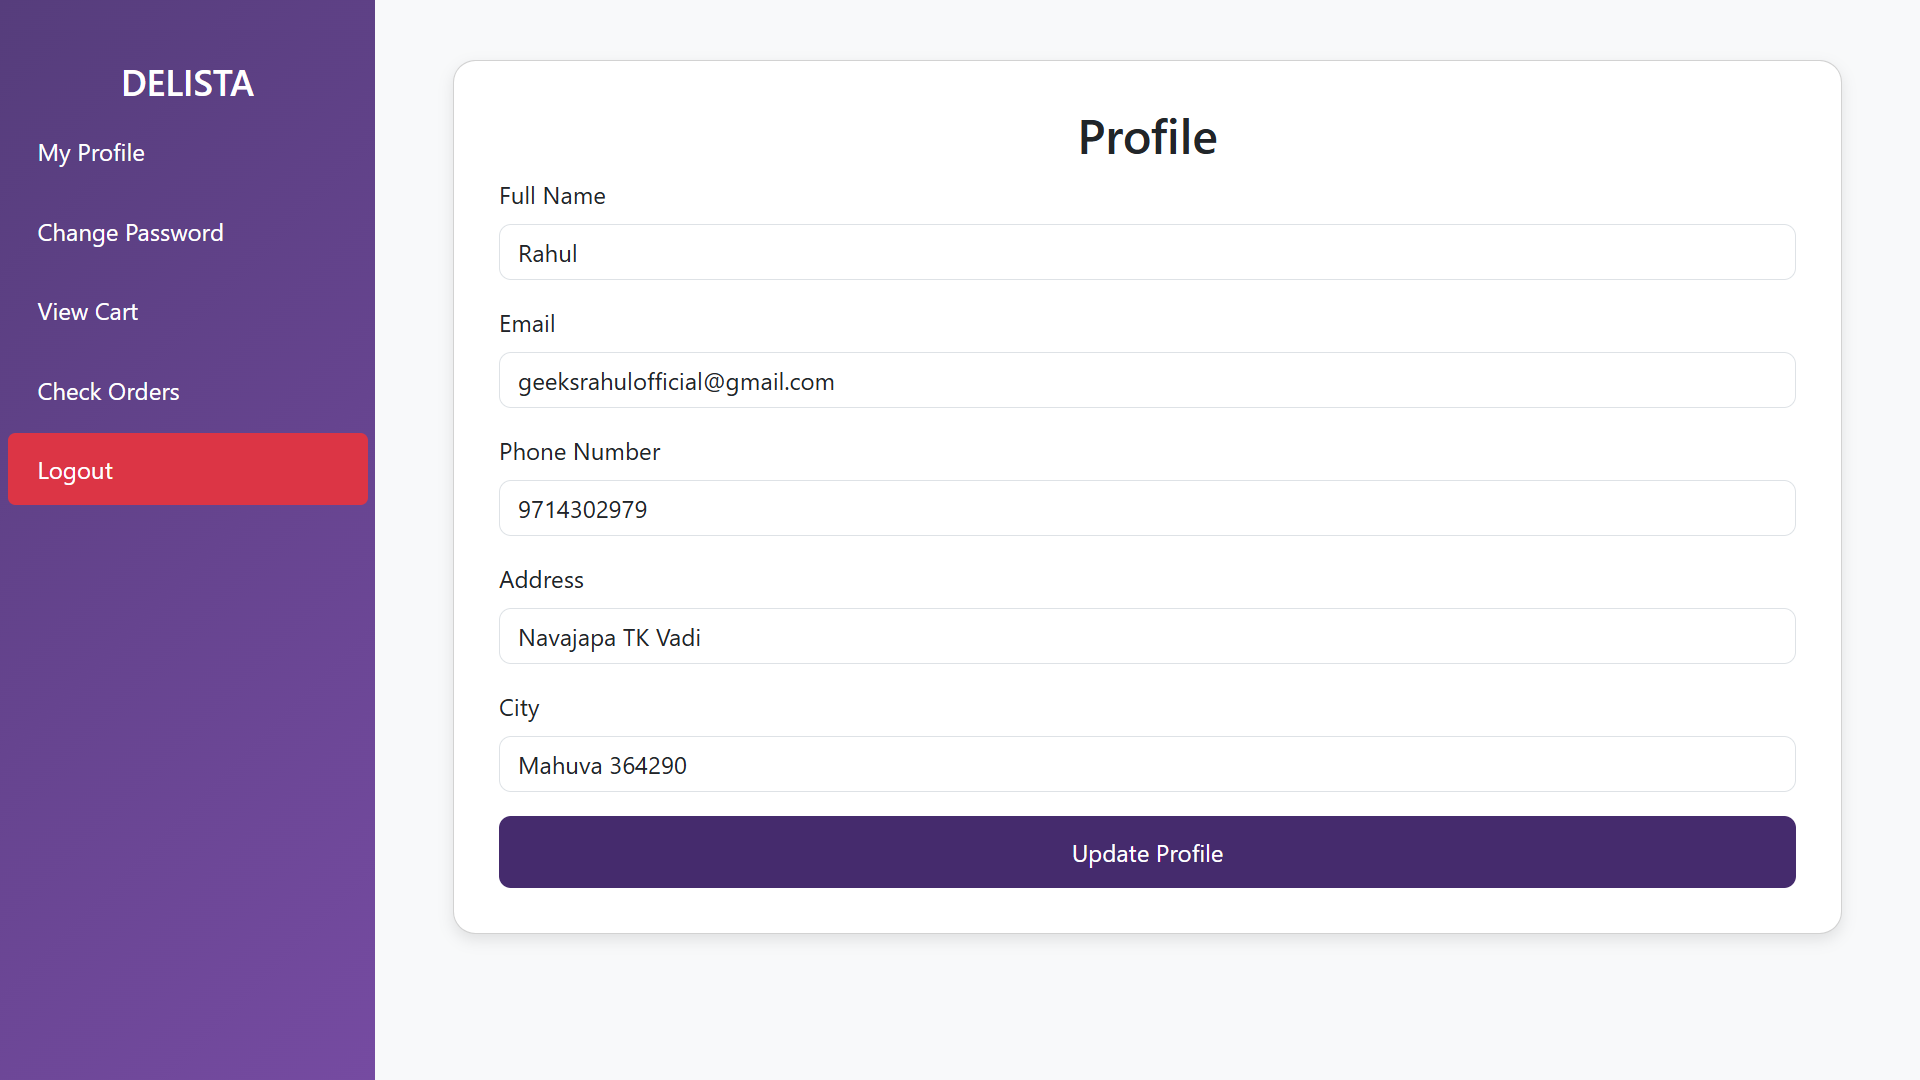 DELISTA
My Profile
Change Password
View Cart
Check Orders
Logout
Profile
Full Name
Rahul
Email
geeksrahulofficial@gmail.com
Phone Number
9714302979
Address
Navajapa TK Vadi
City
Mahuva 364290
Update Profile